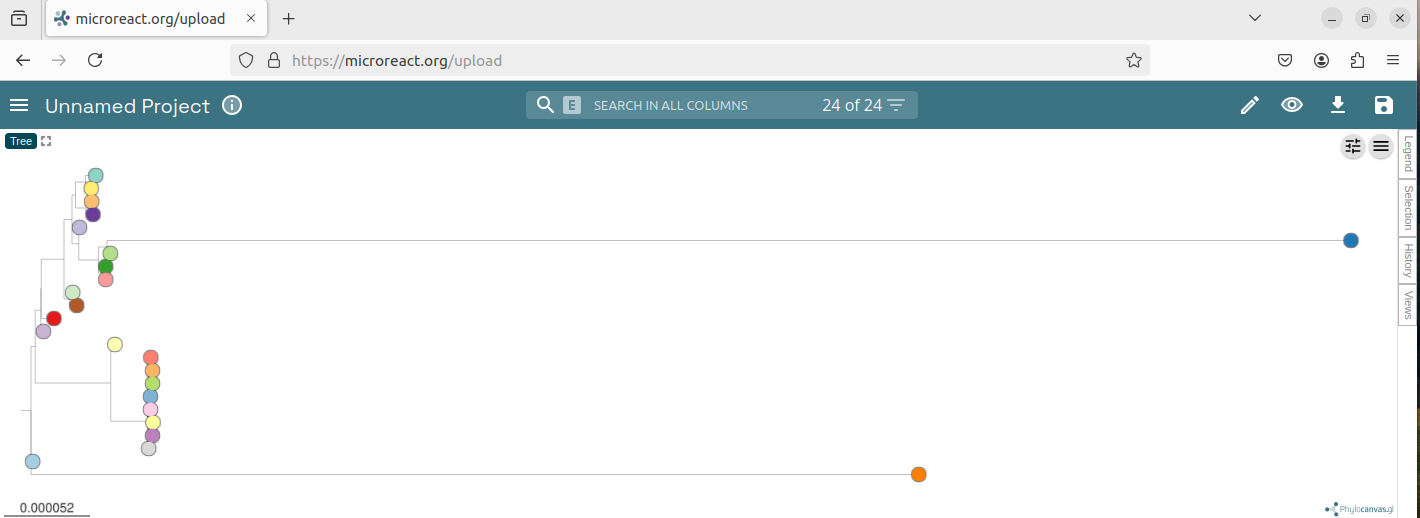 microreact.org/upload
https://microreact.org/upload
Unnamed Project
E SEARCH IN ALL COLUMNS 24 of 24
Tree
Legend
Selection
History
Views
0.000052
Phylocanvas.gl